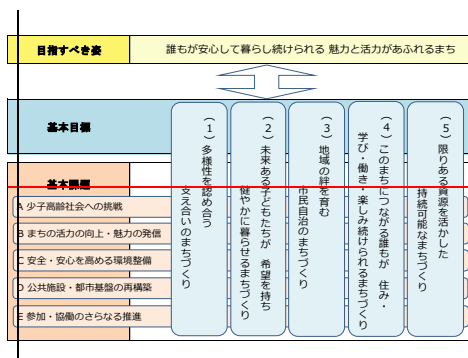 目指すべき姿
誰もが安心して暮らし続けられる 魅力と活力があふれるまち
基本目標
（１）多様性を認め合う
支え合いのまちづくり
（２）未来ある子どもたちが 希望を持ち
健やかに暮らせるまちづくり
（３）地域の絆を育む
市民自治のまちづくり
（４）このまちにつながる誰もが 住み・
学び・働き・楽しみ続けられるまちづくり
（５）限りある資源を活かした
持続可能なまちづくり
基本課題
A 少子高齢社会への挑戦
B まちの活力の向上・魅力の発信
C 安全・安心を高める環境整備
D 公共施設・都市基盤の再構築
E 参加・協働のさらなる推進